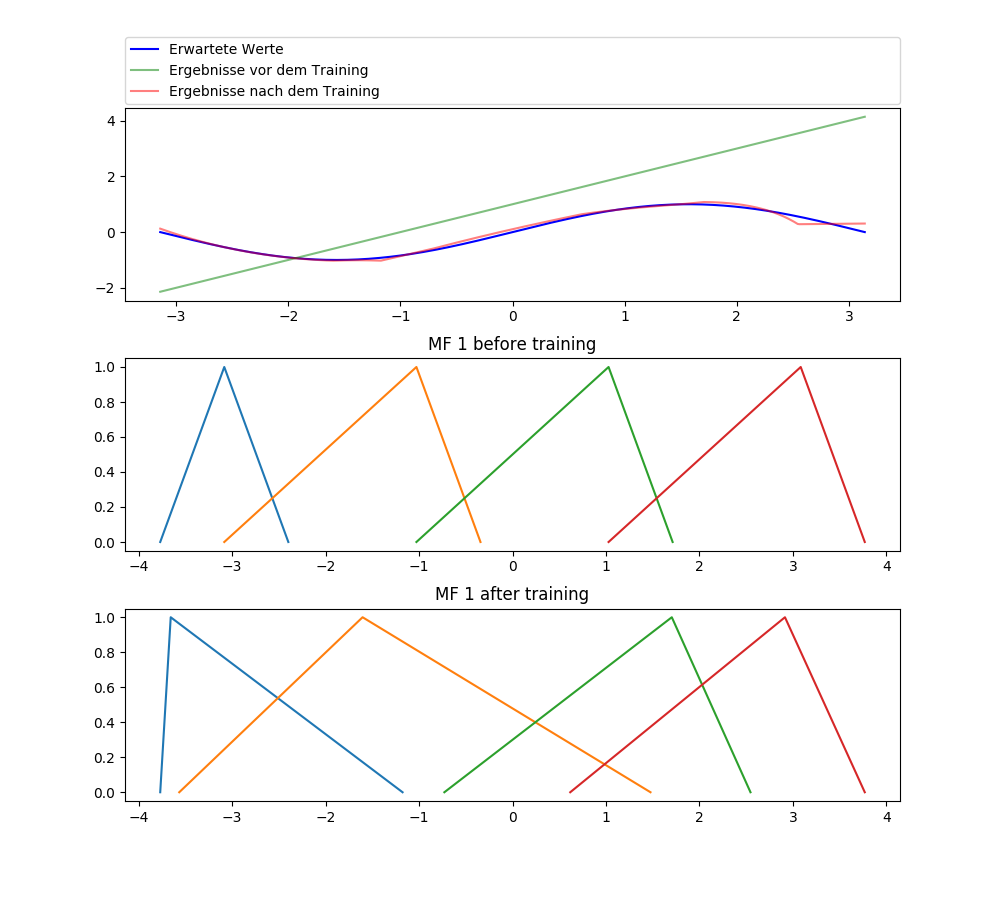 Erwartete Werte
Ergebnisse vor dem Training
Ergebnisse nach dem Training
4
2
0
−2
−3 −2 −1 0 1 2 3
MF 1 before training
1.0
0.8
0.6
0.4
0.2
0.0
−4 −3 −2 −1 0 1 2 3 4
MF 1 after training
1.0
0.8
0.6
0.4
0.2
0.0
−4 −3 −2 −1 0 1 2 3 4